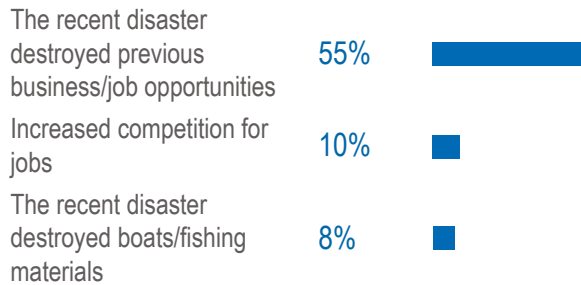 The recent disaster
destroyed previous
business/job opportunities
55%
Increased competition for
jobs
10%
The recent disaster
destroyed boats/fishing
materials
8%